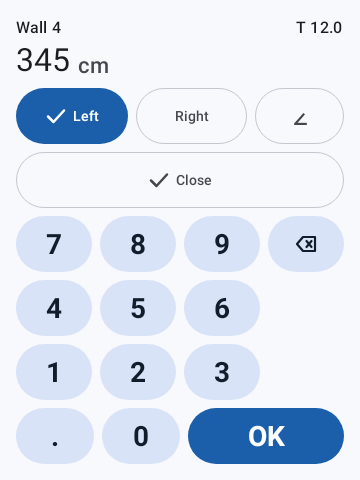 Wall 4 T 12.0
345 cm
Left Right
Close
7 8 9
4 5 6
1 2 3
. 0 OK